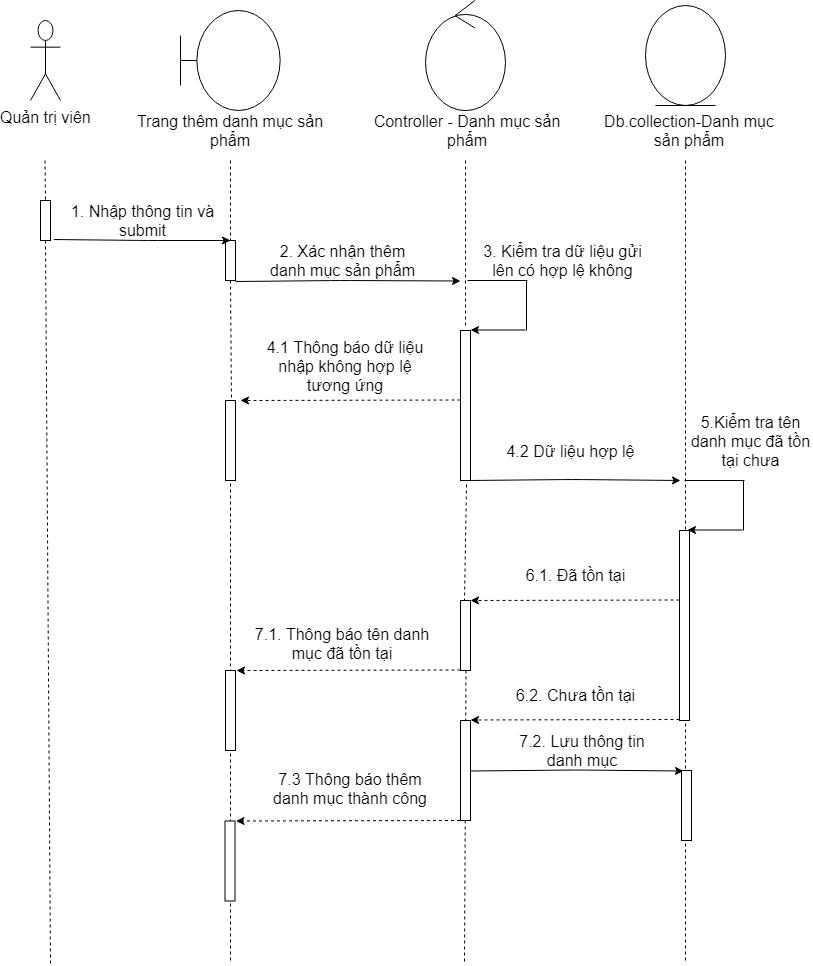 Quản trị viên
Trang thêm danh mục sản
phẩm
Controller - Danh mục sản
phẩm
Db.collection-Danh mục
sản phẩm
1. Nhập thông tin và
submit
2. Xác nhận thêm
danh mục sản phẩm
3. Kiểm tra dữ liệu gửi
lên có hợp lệ không
4.1 Thông báo dữ liệu
nhập không hợp lệ
tương ứng
4.2 Dữ liệu hợp lệ
5.Kiểm tra tên
danh mục đã tồn
tại chưa
6.1. Đã tồn tại
7.1. Thông báo tên danh
mục đã tồn tại
6.2. Chưa tồn tại
7.2. Lưu thông tin
danh mục
7.3 Thông báo thêm
danh mục thành công